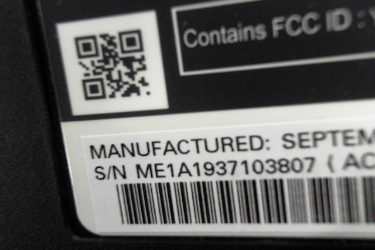 Contains FCC ID :
MANUFACTURED: SEPTEM
S/N ME1A1937103807 ( AC